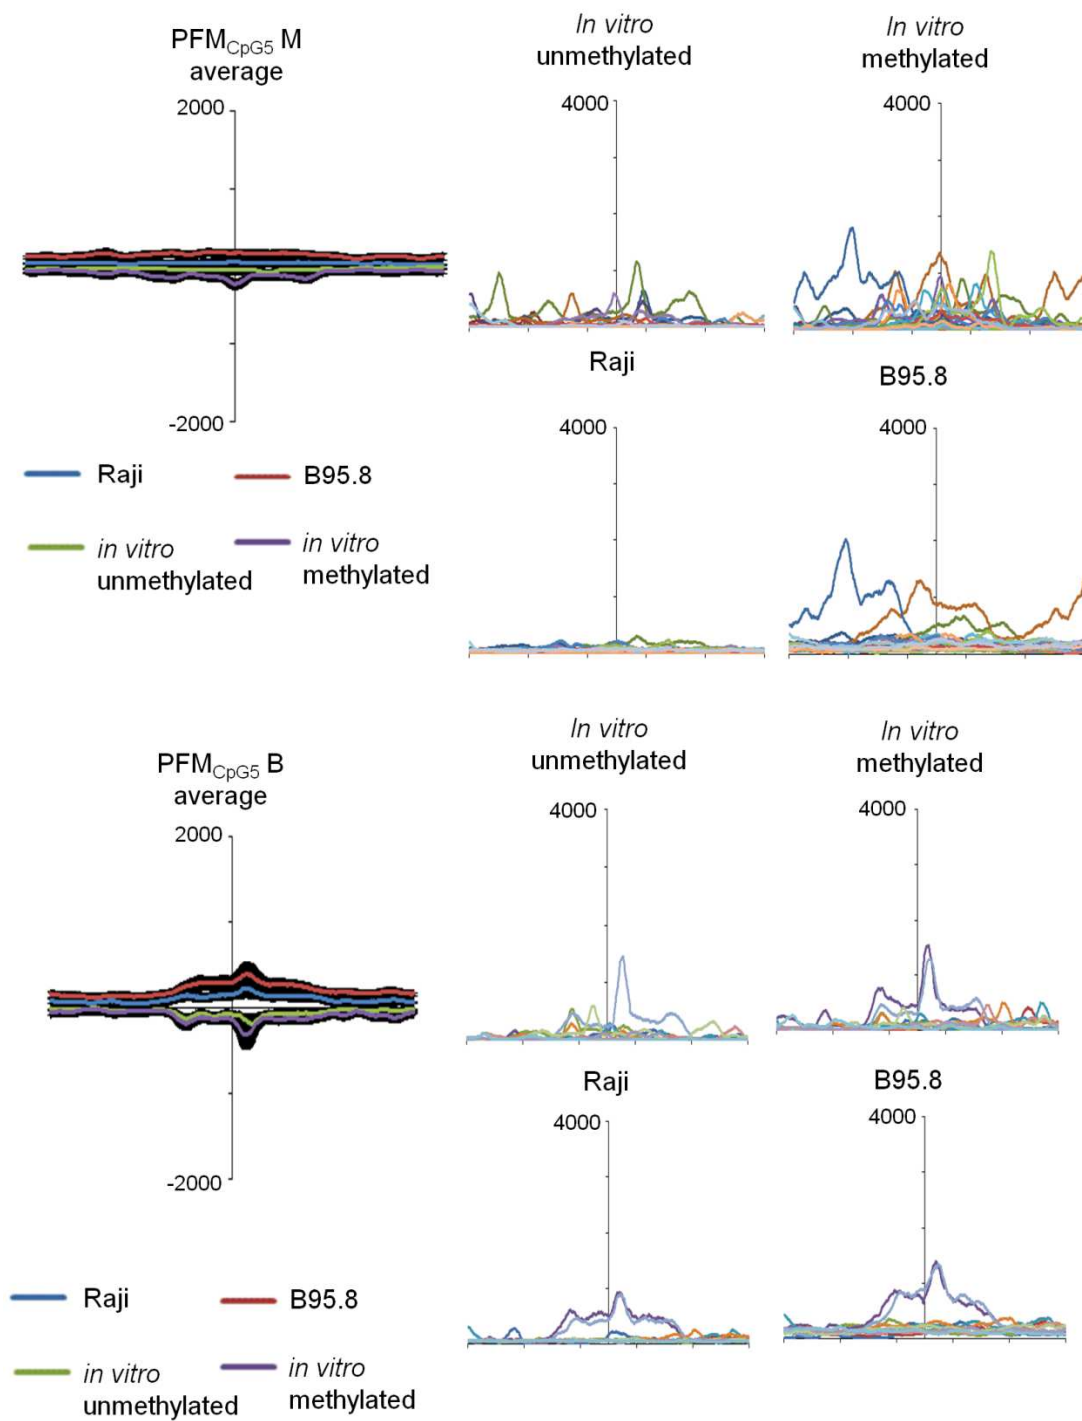 PFMCpG5 M
average
2000
-2000
Raji
B95.8
in vitro
unmethylated
in vitro
methylated
In vitro
unmethylated
4000
In vitro
methylated
4000
Raji
4000
B95.8
4000
PFMCpG5 B
average
2000
-2000
Raji
B95.8
in vitro
unmethylated
in vitro
methylated
In vitro
unmethylated
4000
In vitro
methylated
4000
Raji
4000
B95.8
4000